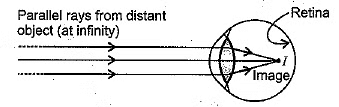 Parallel rays from distant
object (at infinity)
Retina
I
Image